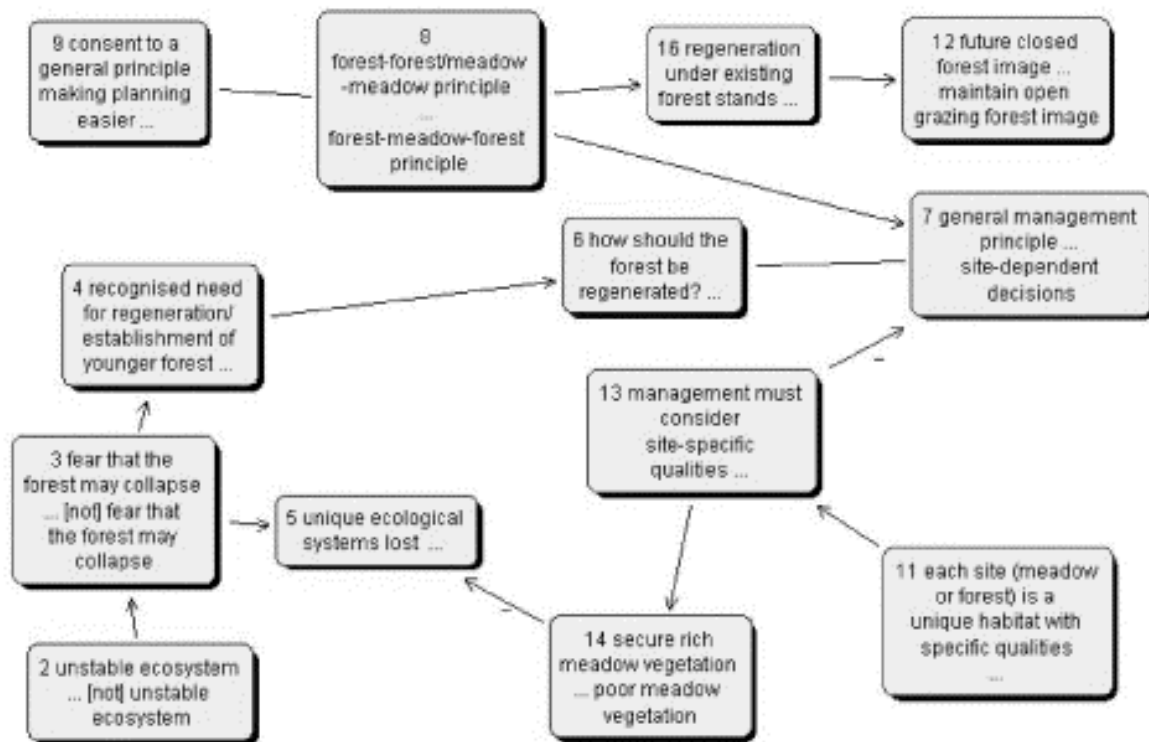 9 consent to a
general principle
making planning
easier ...
8
forest-forest/meadow
-meadow principle
...
forest-meadow-forest
principle
16 regeneration
under existing
forest stands ...
12 future closed
forest image ...
maintain open
grazing forest image
7 general management
principle ...
site-dependent
decisions
6 how should the
forest be
regenerated? ...
4 recognised need
for regeneration/
establishment of
younger forest ...
13 management must
consider
site-specific
qualities ...
-
3 fear that the
forest may collapse
... [not] fear that
the forest may
collapse
5 unique ecological
systems lost ...
-
11 each site (meadow
or forest) is a
unique habitat with
specific qualities
...
14 secure rich
meadow vegetation
... poor meadow
vegetation
2 unstable ecosystem
... [not] unstable
ecosystem